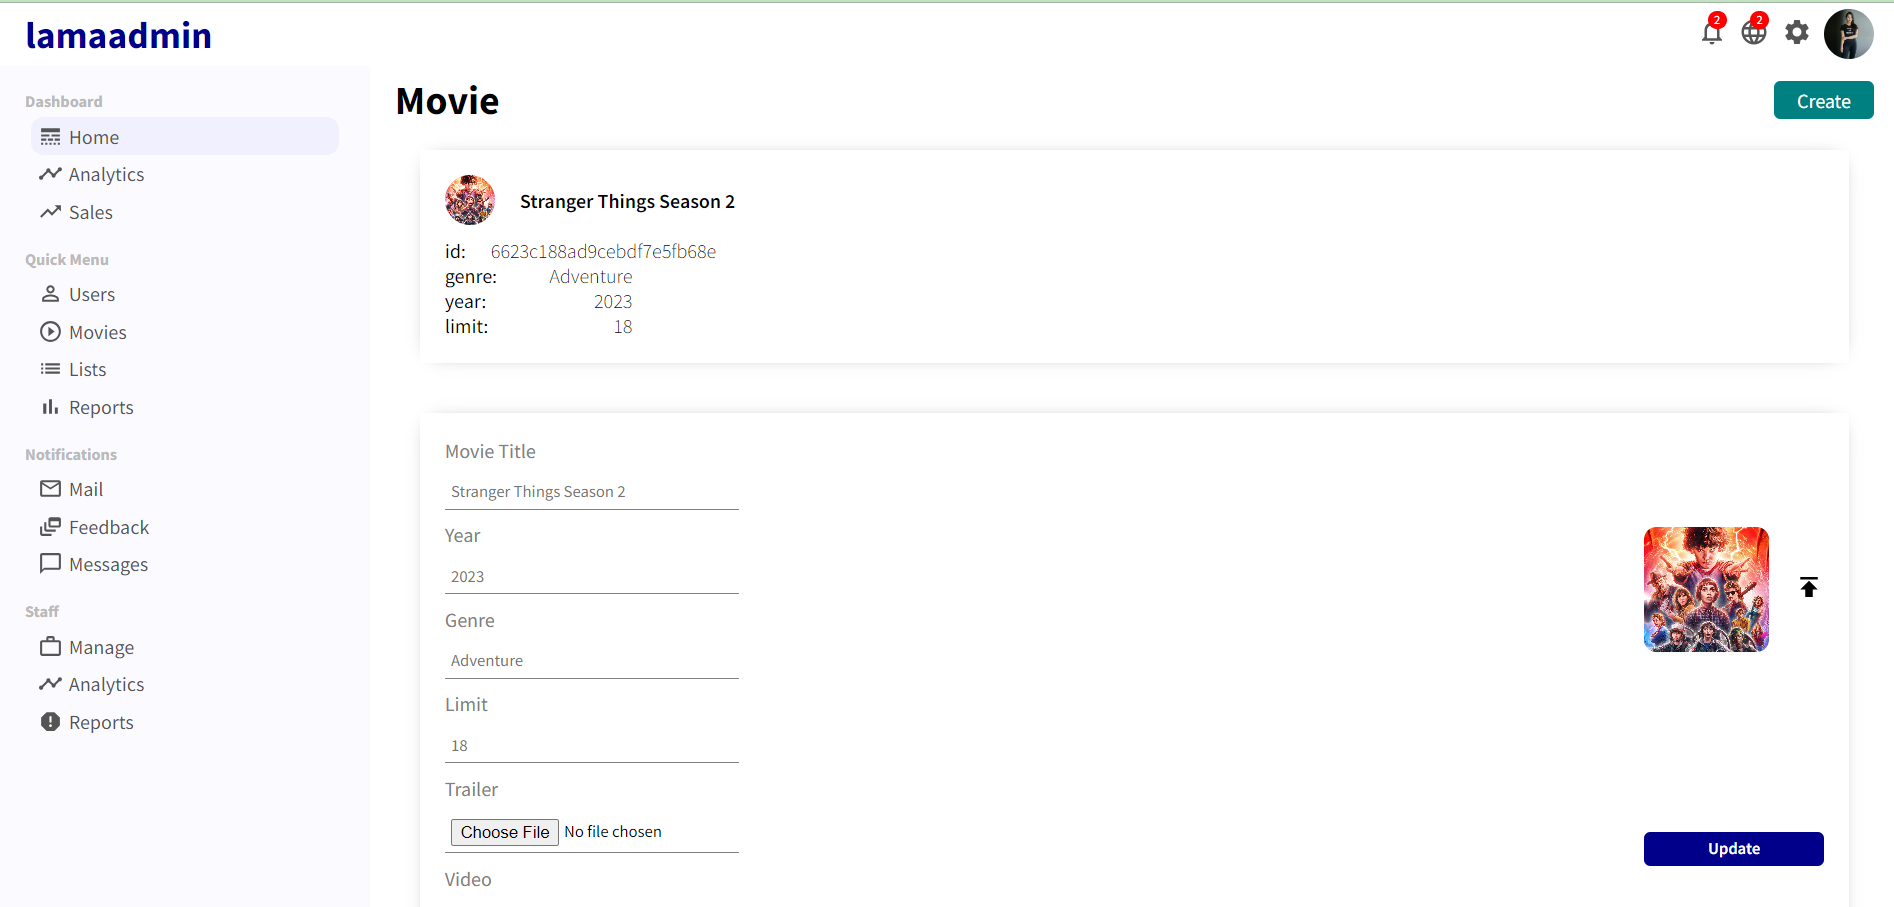 lamaadmin
2
2
Dashboard
Home
Analytics
Sales
Quick Menu
Users
Movies
Lists
Reports
Notifications
Mail
Feedback
Messages
Staff
Manage
Analytics
Reports
Movie
Create
Stranger Things Season 2
id: 6623c188ad9cebdf7e5fb68e
genre: Adventure
year: 2023
limit: 18
Movie Title
Stranger Things Season 2
Year
2023
Genre
Adventure
Limit
18
Trailer
Choose File No file chosen
Video
Update